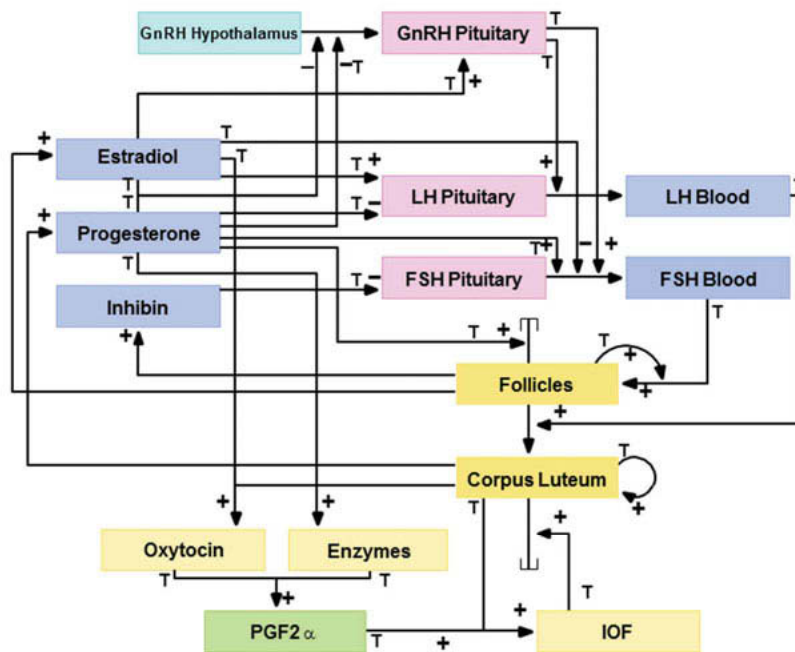 GnRH Hypothalamus
GnRH Pituitary
T
T
–
–T
T
+
+
Estradiol
T
T
T
+
+
T
T
LH Pituitary
LH Blood
T
–
+
Progesterone
T
T
+
–
+
T
–
FSH Pituitary
FSH Blood
Inhibin
T
+
T
+
T
+
Follicles
+
+
T
Corpus Luteum
+
T
+
+
+
Oxytocin
Enzymes
T
T
+
T
PGF2 α
T
+
+
IOF